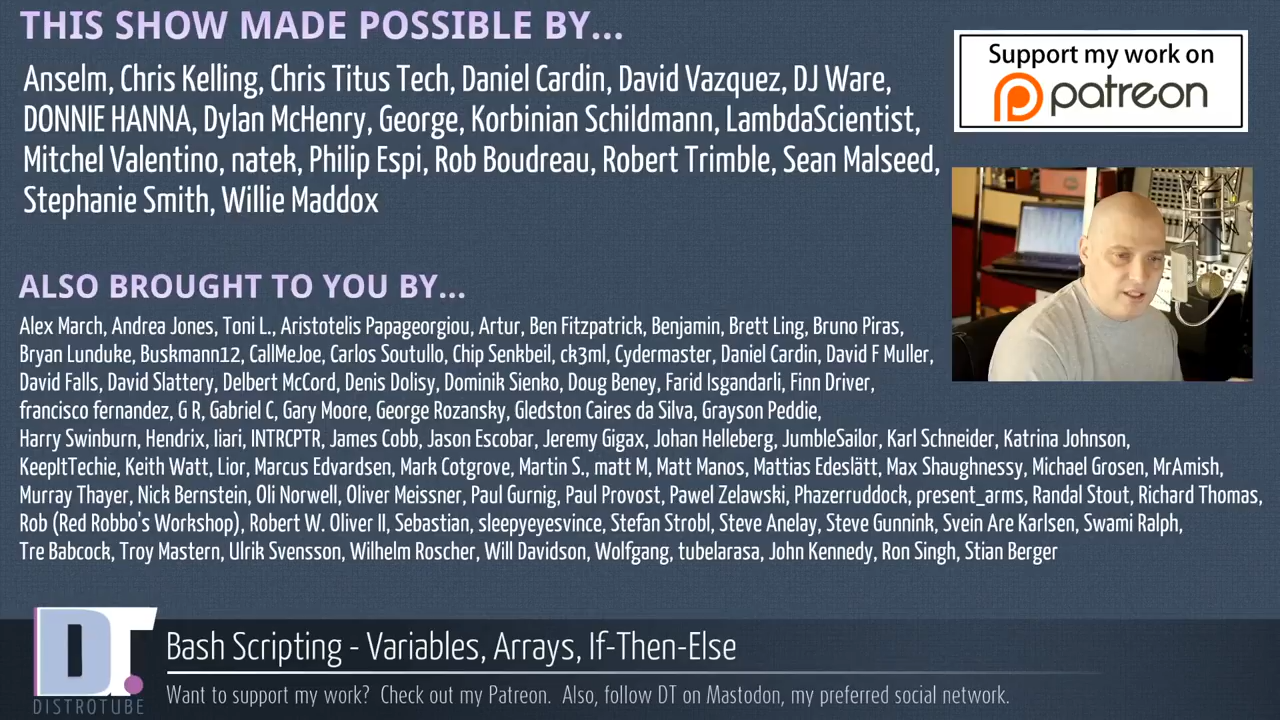 THIS SHOW MADE POSSIBLE BY...
Anselm, Chris Kelling, Chris Titus Tech, Daniel Cardin, David Vazquez, DJ Ware,
DONNIE HANNA, Dylan McHenry, George, Korbinian Schildmann, LambdaScientist,
Mitchel Valentino, natek, Philip Espi, Rob Boudreau, Robert Trimble, Sean Malseed,
Stephanie Smith, Willie Maddox
Support my work on
patreon
ALSO BROUGHT TO YOU BY...
Alex March, Andrea Jones, Toni L., Aristotelis Papageorgiou, Artur, Ben Fitzpatrick, Benjamin, Brett Ling, Bruno Piras,
Bryan Lunduke, Buskmann12, CallMeJoe, Carlos Soutullo, Chip Senkbeil, ck3ml, Cydermaster, Daniel Cardin, David F Muller,
David Falls, David Slattery, Delbert McCord, Denis Dolisy, Dominik Sienko, Doug Beney, Farid Isgandarli, Finn Driver,
francisco fernandez, G R, Gabriel C, Gary Moore, George Rozansky, Gledston Caires da Silva, Grayson Peddie,
Harry Swinburn, Hendrix, Iiari, INTRCPTR, James Cobb, Jason Escobar, Jeremy Gigax, Johan Helleberg, JumbleSailor, Karl Schneider, Katrina Johnson,
KeepItTechie, Keith Watt, Lior, Marcus Edvardsen, Mark Cotgrove, Martin S., matt M, Matt Manos, Mattias Edeslätt, Max Shaughnessy, Michael Grosen, MrAmish,
Murray Thayer, Nick Bernstein, Oli Norwell, Oliver Meissner, Paul Gurnig, Paul Provost, Pawel Zelawski, Phazerruddock, present_arms, Randal Stout, Richard Thomas,
Rob (Red Robbo's Workshop), Robert W. Oliver II, Sebastian, sleepyeyesvince, Stefan Strobl, Steve Anelay, Steve Gunnink, Svein Are Karlsen, Swami Ralph,
Tre Babcock, Troy Mastern, Ulrik Svensson, Wilhelm Roscher, Will Davidson, Wolfgang, tubelarasa, John Kennedy, Ron Singh, Stian Berger
DT.
DISTROTUBE
Bash Scripting - Variables, Arrays, If-Then-Else
Want to support my work? Check out my Patreon. Also, follow DT on Mastodon, my preferred social network.